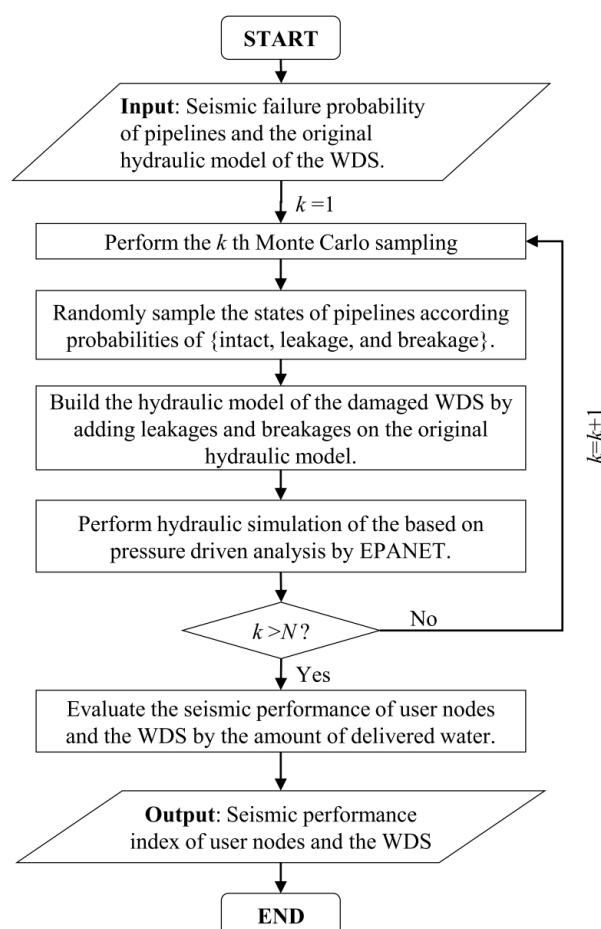 START
Input: Seismic failure probability
of pipelines and the original
hydraulic model of the WDS.
k =1
Perform the k th Monte Carlo sampling
Randomly sample the states of pipelines according
probabilities of {intact, leakage, and breakage}.
Build the hydraulic model of the damaged WDS by
adding leakages and breakages on the original
hydraulic model.
k=k+1
Perform hydraulic simulation of the based on
pressure driven analysis by EPANET.
k >N?
No
Yes
Evaluate the seismic performance of user nodes
and the WDS by the amount of delivered water.
Output: Seismic performance
index of user nodes and the WDS
END